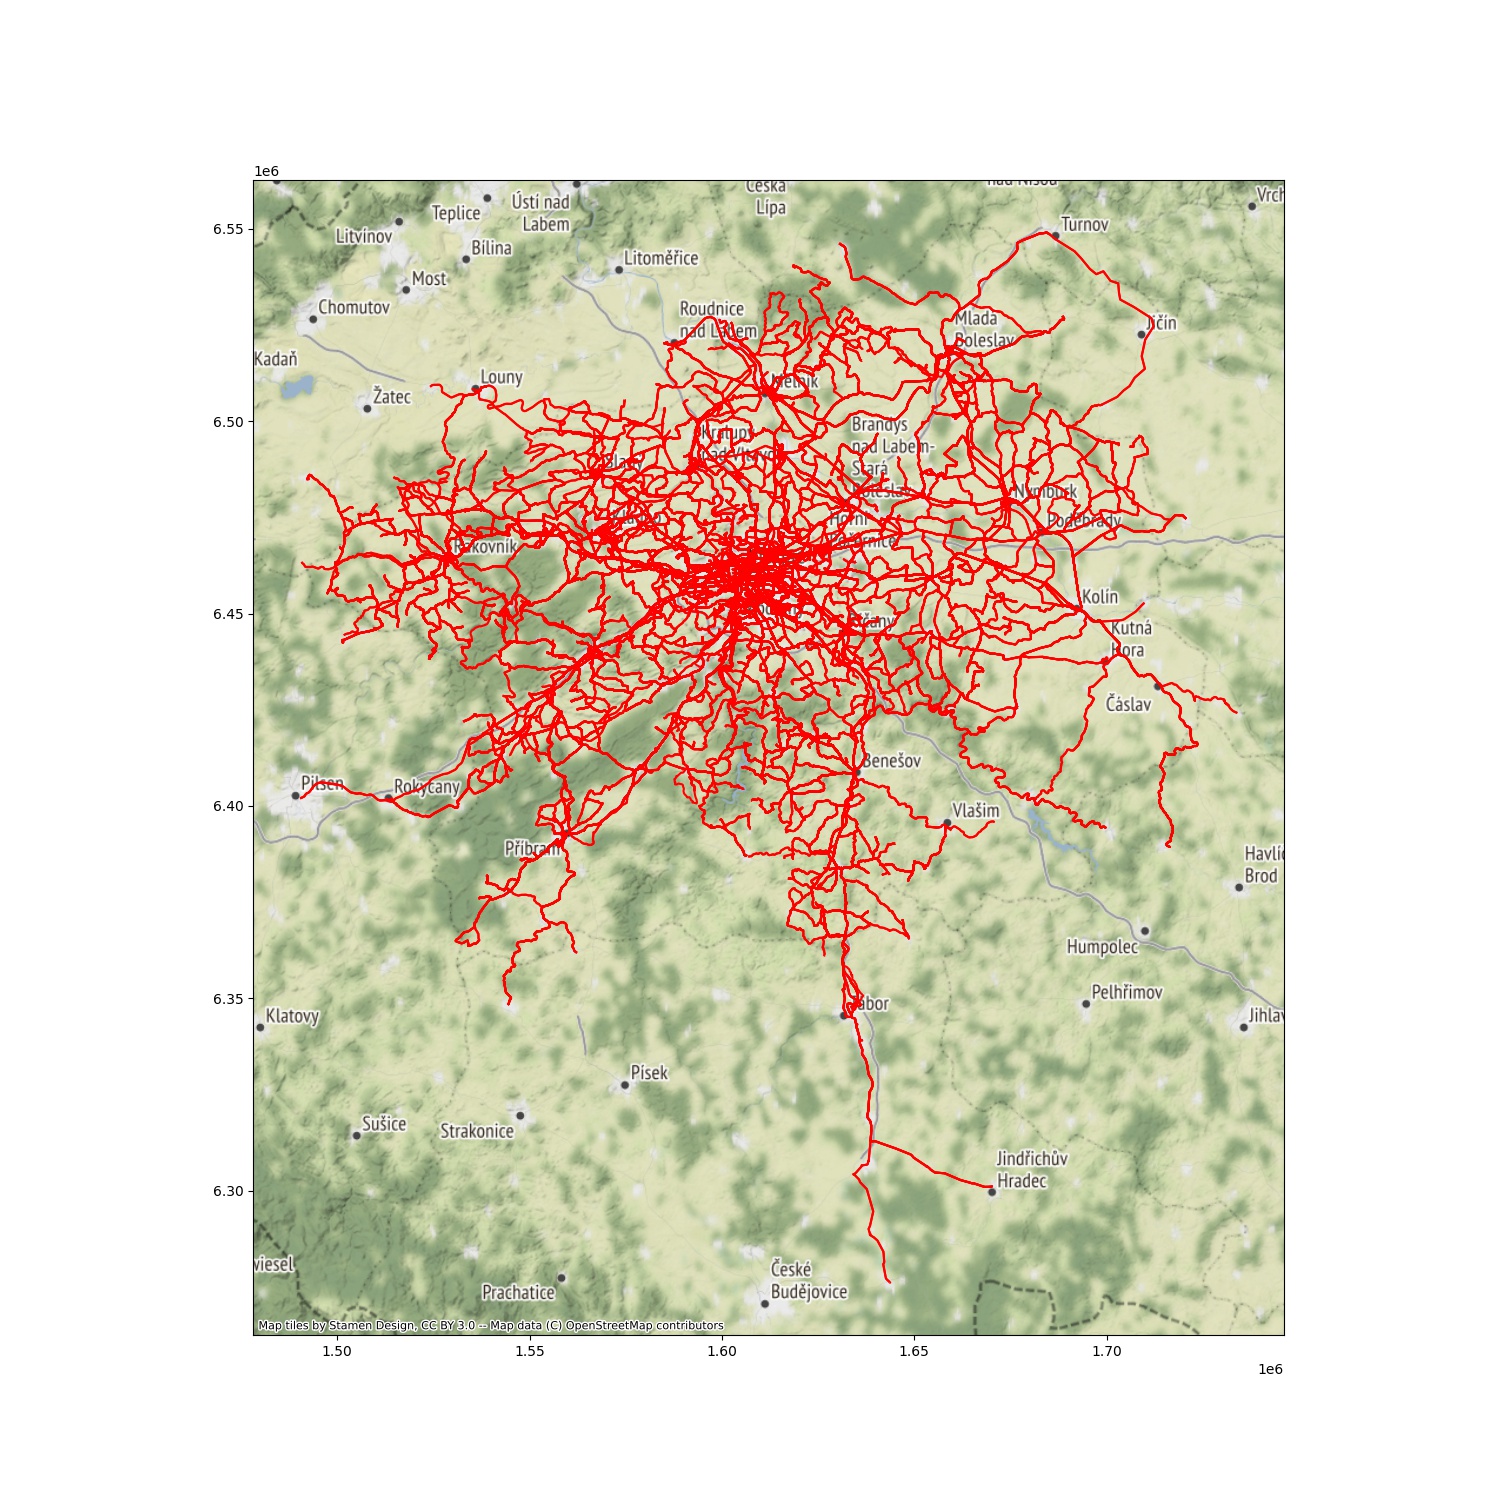 1e6
Česká
Lípa
nad Nisou
Vrch
Teplice
Ústí nad
Labem
Turnov
6.55
Litvínov
Bílina
Litoměřice
Most
Chomutov
Roudnice
nad Labem
Mladá
Boleslav
Jičín
Kadaň
Louny
Mělník
Žatec
6.50
Kralupy
nad Vltavou
Brandýs
nad Labem-
Stará
Boleslav
Slaný
Nymburk
Kladno
Horní
Počernice
Poděbrady
Rakovník
Kolín
6.45
Říčany
Kutná
Hora
Čáslav
Benešov
Pilsen
Rokycany
6.40
Vlašim
Příbram
Havlíč
Brod
Humpolec
6.35
Tábor
Pelhřimov
Klatovy
Jihlav
Písek
Sušice
Strakonice
Jindřichův
Hradec
6.30
wiesel
České
Budějovice
Prachatice
Map tiles by Stamen Design, CC BY 3.0 -- Map data (C) OpenStreetMap contributors
1.50
1.55
1.60
1.65
1.70
1e6